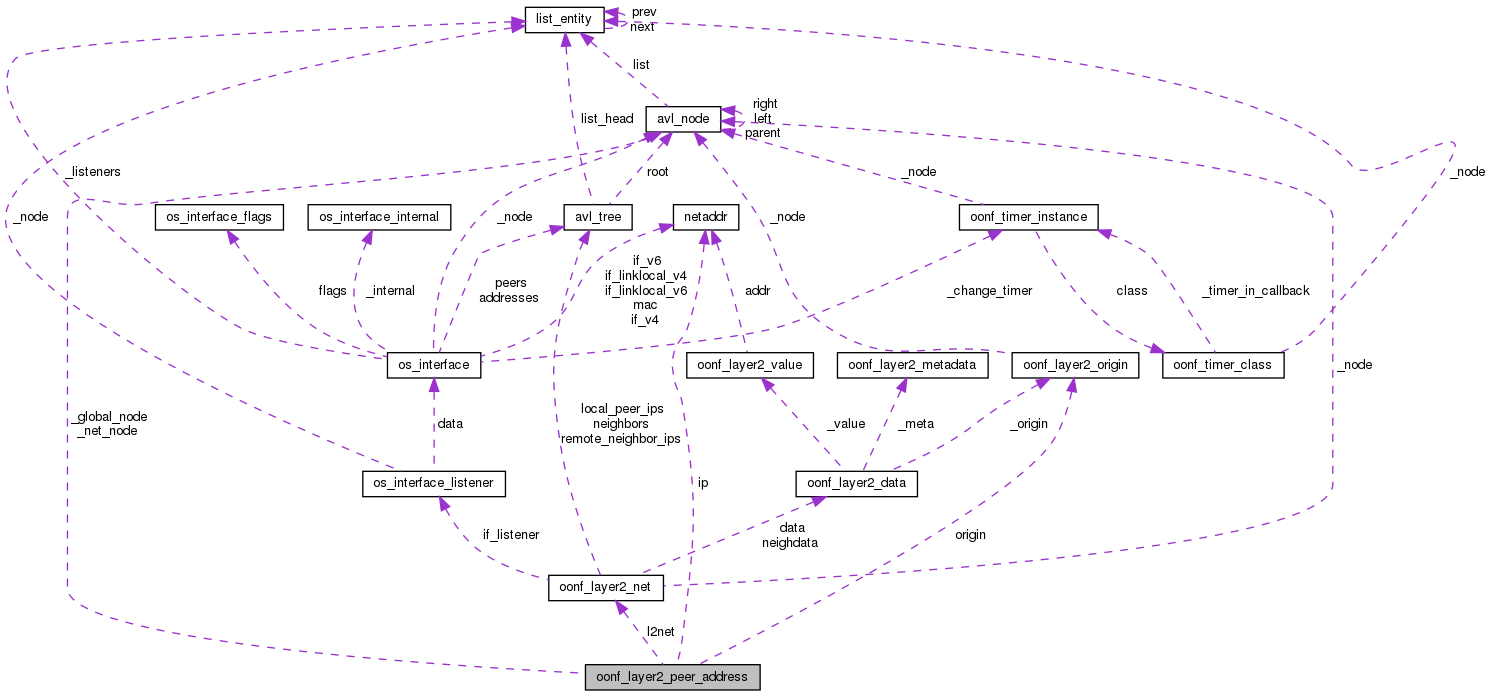 list_entity
prev
next
list
right
left
parent
avl_node
list_head
_listeners
root
_node
_node
_node
_node
_node
os_interface_flags
os_interface_internal
avl_tree
netaddr
oonf_timer_instance
flags
_internal
peers
addresses
if_v6
if_linklocal_v4
if_linklocal_v6
mac
if_v4
addr
_change_timer
class
_timer_in_callback
os_interface
oonf_layer2_value
oonf_layer2_metadata
oonf_layer2_origin
oonf_timer_class
_node
_global_node
_net_node
data
local_peer_ips
neighbors
remote_neighbor_ips
_value
_meta
_origin
os_interface_listener
ip
oonf_layer2_data
if_listener
data
neighdata
origin
oonf_layer2_net
l2net
oonf_layer2_peer_address